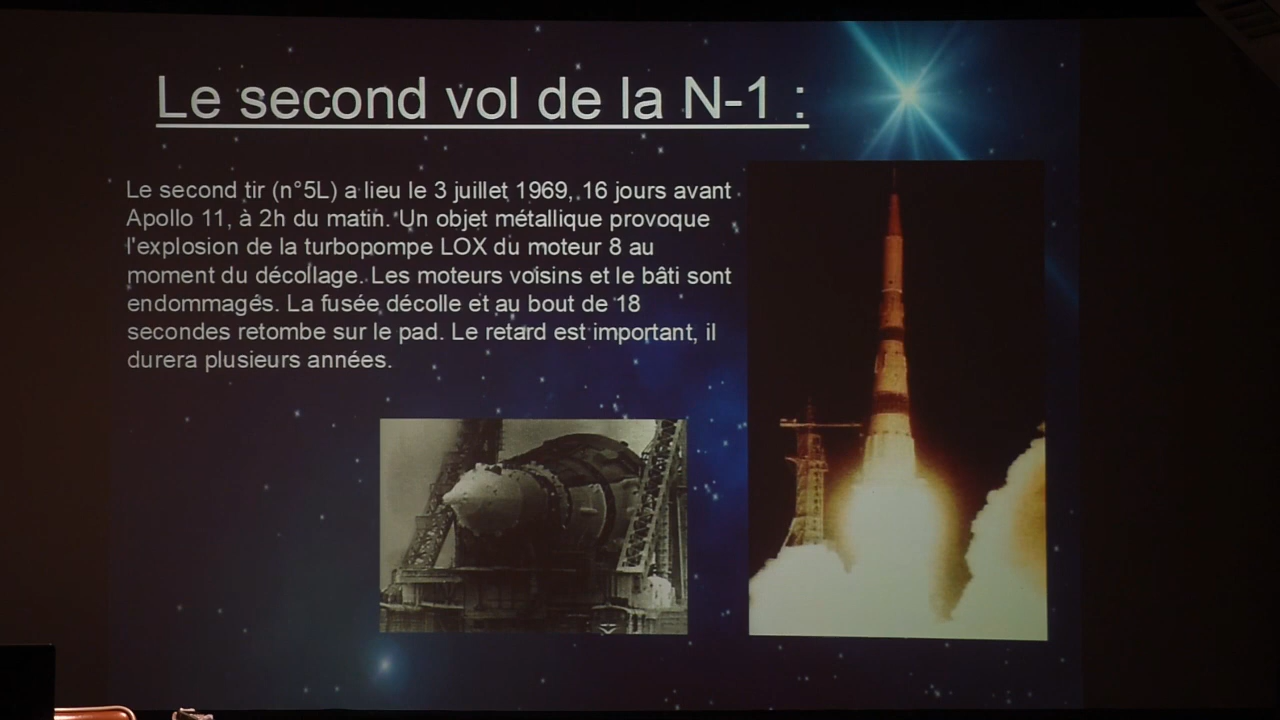 Le second vol de la N-1 :
Le second tir (n°5L) a lieu le 3 juillet 1969, 16 jours avant
Apollo 11, à 2h du matin. Un objet métallique provoque
l'explosion de la turbopompe LOX du moteur 8 au
moment du décollage. Les moteurs voisins et le bâti sont
endommagés. La fusée décolle et au bout de 18
secondes retombe sur le pad. Le retard est important, il
durera plusieurs années.